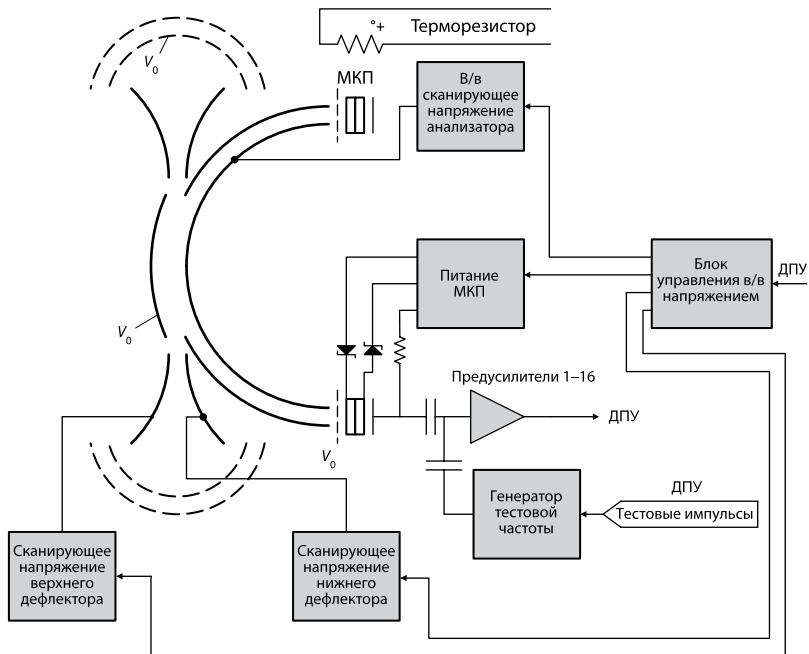 °+ Терморезистор
V0
МКП
В/в
сканирующее
напряжение
анализатора
Питание
МКП
Блок
управления в/в
напряжением
ДПУ
V0
Предусилители 1–16
ДПУ
V0
Генератор
тестовой
частоты
ДПУ
Тестовые импульсы
Сканирующее
напряжение
верхнего
дефлектора
Сканирующее
напряжение
нижнего
дефлектора